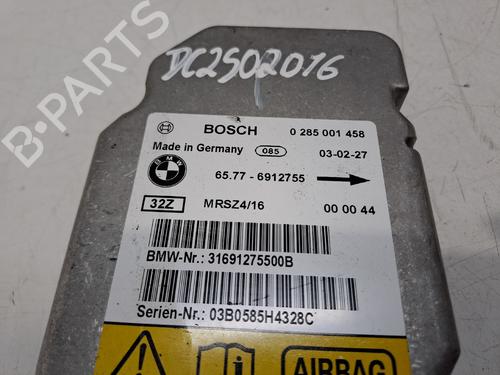 B-PARTS
DC2502016
BOSCH 0 285 001 458
Made in Germany 085 03-02-27
BMW 65.77 - 6912755
32Z MRSZ4/16 00 00 44
BMW-Nr.: 31691275500B
Serien-Nr.: 03B0585H4328C
AIRBAG